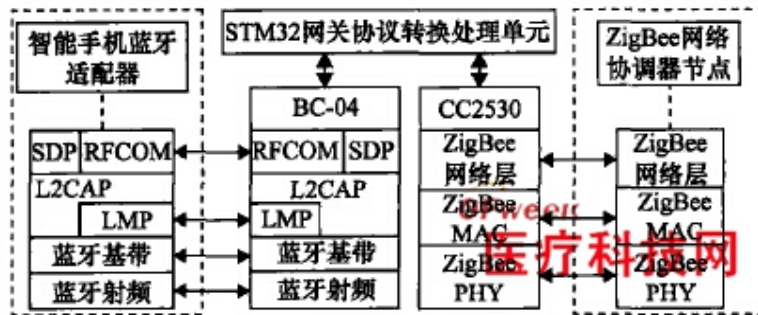 智能手机蓝牙
适配器
STM32网关协议转换处理单元
ZigBee网络
协调器节点
BC-04
CC2530
SDP RFCOM
RFCOM SDP
ZigBee
网络层
ZigBee
网络层
L2CAP
L2CAP
LMP
LMP
ZigBee
MAC
ZigBee
MAC
蓝牙基带
蓝牙基带
蓝牙射频
蓝牙射频
ZigBee
PHY
ZigBee
PHY
OFweek
医疗科技网